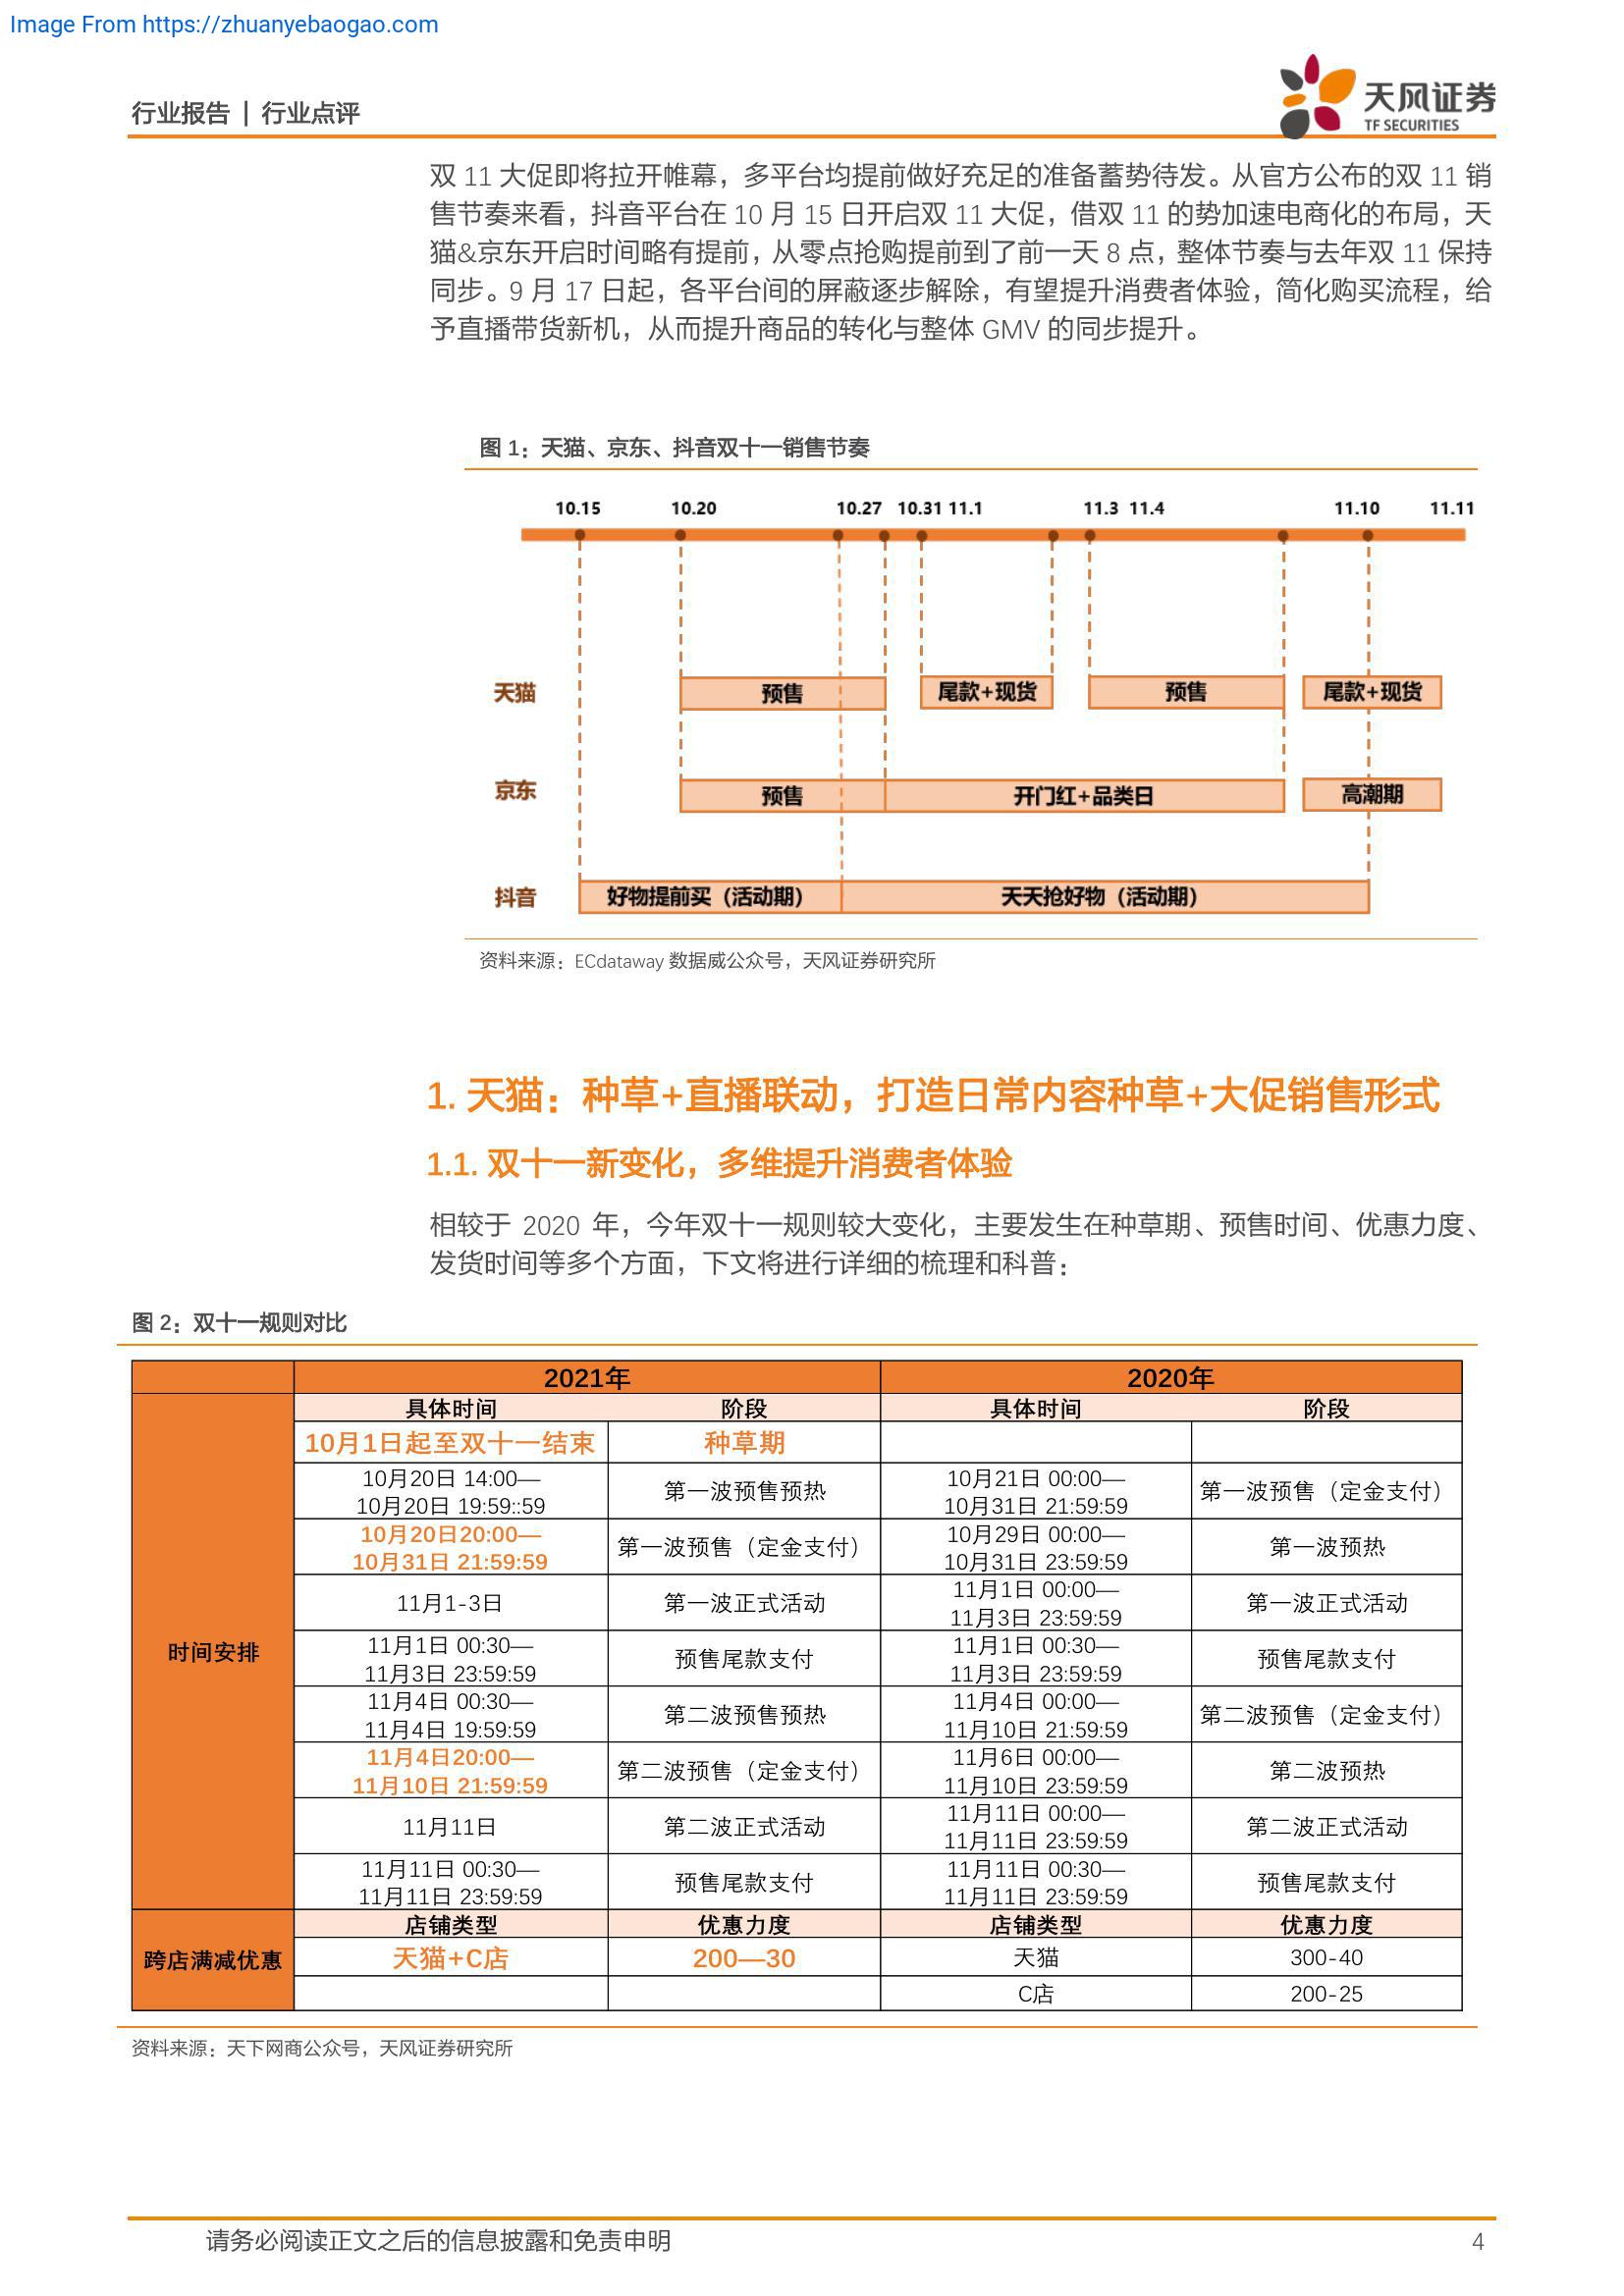 Image From https://zhuanyebaogao.com
行业报告 | 行业点评
天风证券
TF SECURITIES
双 11 大促即将拉开帷幕，多平台均提前做好充足的准备蓄势待发。从官方公布的双 11 销
售节奏来看，抖音平台在 10 月 15 日开启双 11 大促，借双 11 的势加速电商化的布局，天
猫&京东开启时间略有提前，从零点抢购提前到了前一天 8 点，整体节奏与去年双 11 保持
同步。9 月 17 日起，各平台间的屏蔽逐步解除，有望提升消费者体验，简化购买流程，给
予直播带货新机，从而提升商品的转化与整体 GMV 的同步提升。
图 1：天猫、京东、抖音双十一销售节奏
10.15 10.20 10.27 10.31 11.1 11.3 11.4 11.10 11.11
天猫 预售 尾款+现货 预售 尾款+现货
京东 预售 开门红+品类日 高潮期
抖音 好物提前买（活动期） 天天抢好物（活动期）
资料来源：ECdataway 数据威公众号，天风证券研究所
1. 天猫：种草+直播联动，打造日常内容种草+大促销售形式
1.1. 双十一新变化，多维提升消费者体验
相较于 2020 年，今年双十一规则较大变化，主要发生在种草期、预售时间、优惠力度、
发货时间等多个方面，下文将进行详细的梳理和科普：
图 2：双十一规则对比
2021年 2020年
具体时间 阶段 具体时间 阶段
10月1日起至双十一结束 种草期
10月20日 14:00— 10月21日 00:00—
第一波预售预热 第一波预售（定金支付）
10月20日 19:59::59 10月31日 21:59:59
10月20日20:00— 10月29日 00:00—
第一波预售（定金支付） 第一波预热
10月31日 21:59:59 10月31日 23:59:59
11月1日 00:00—
11月1-3日 第一波正式活动 第一波正式活动
11月3日 23:59:59
时间安排
11月1日 00:30— 11月1日 00:30—
预售尾款支付 预售尾款支付
11月3日 23:59:59 11月3日 23:59:59
11月4日 00:30— 11月4日 00:00—
第二波预售预热 第二波预售（定金支付）
11月4日 19:59:59 11月10日 21:59:59
11月4日20:00— 11月6日 00:00—
第二波预售（定金支付） 第二波预热
11月10日 21:59:59 11月10日 23:59:59
11月11日 00:00—
11月11日 第二波正式活动 第二波正式活动
11月11日 23:59:59
11月11日 00:30— 11月11日 00:30—
预售尾款支付 预售尾款支付
11月11日 23:59:59 11月11日 23:59:59
店铺类型 优惠力度 店铺类型 优惠力度
跨店满减优惠 天猫+C店 200—30 天猫 300-40
C店 200-25
资料来源：天下网商公众号，天风证券研究所
请务必阅读正文之后的信息披露和免责申明 4